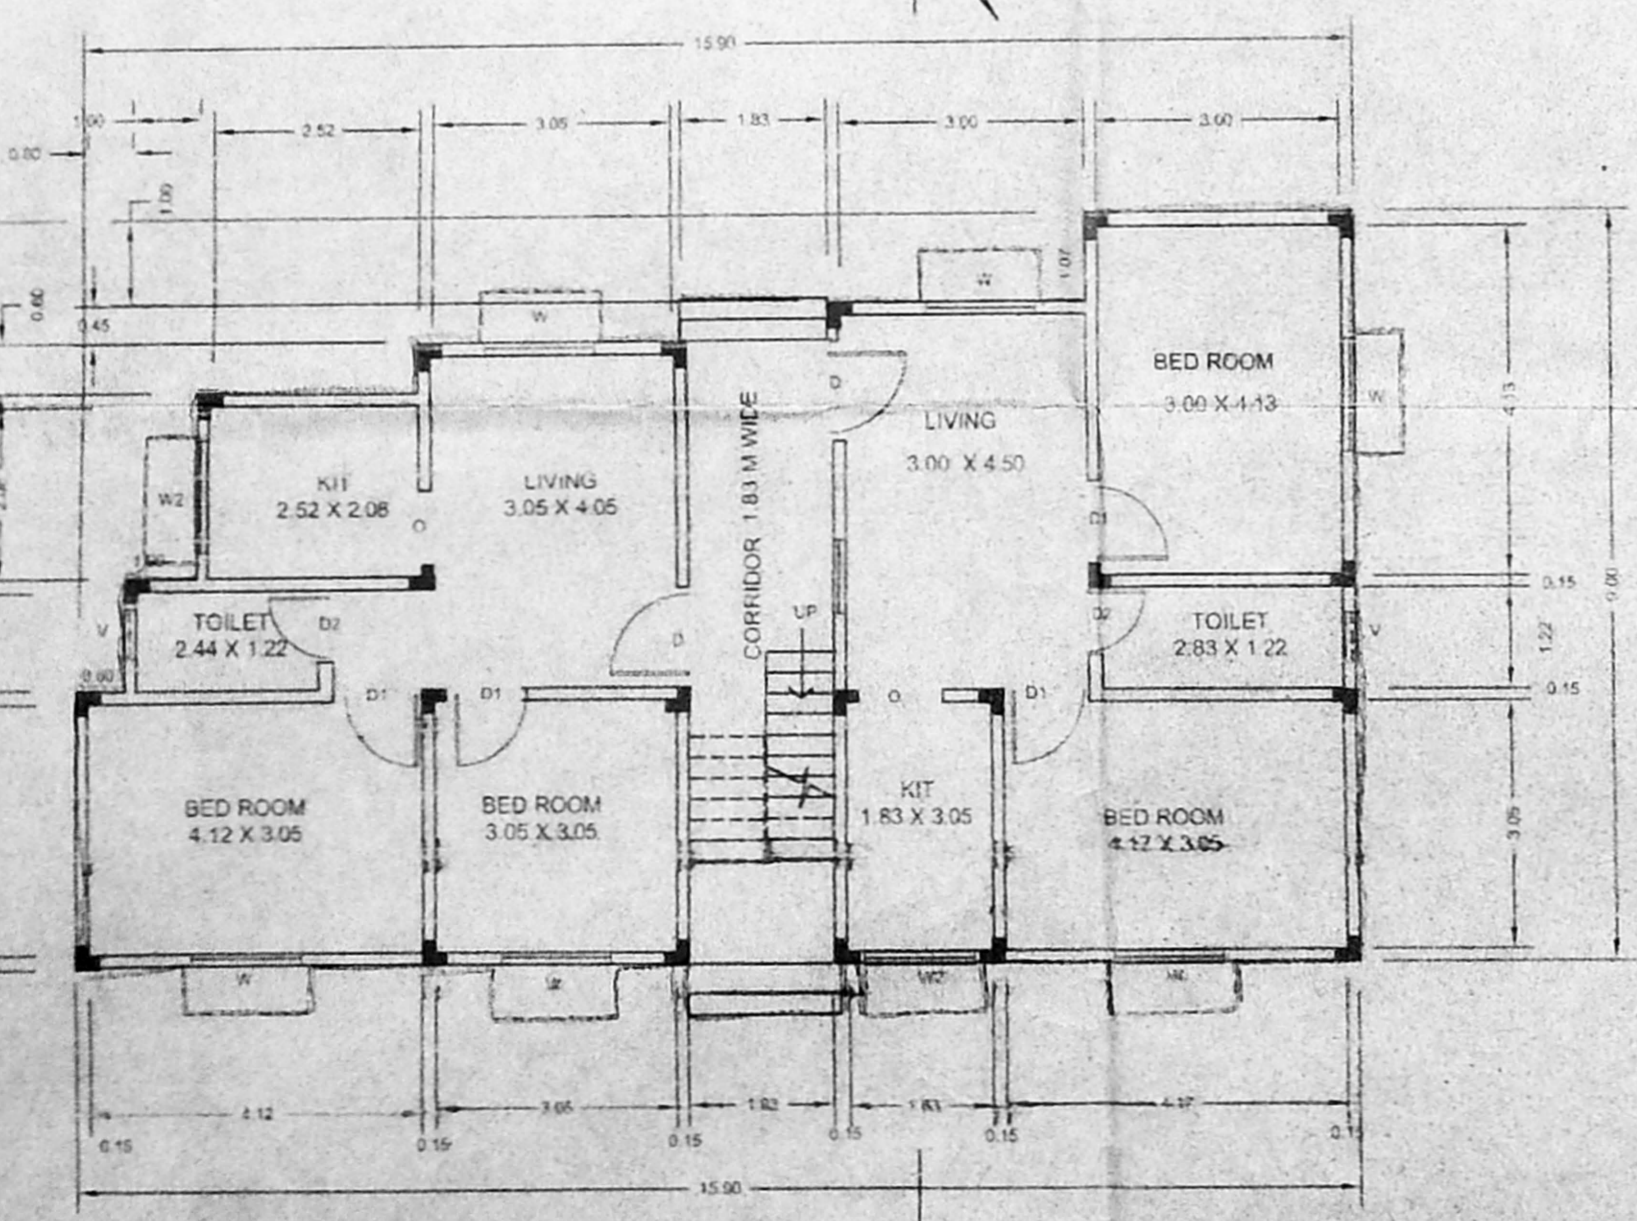 15.90
1.00
2.52
3.05
1.83
3.00
3.00
0.60
1.00
0.60
0.45
1.07
W
W
BED ROOM
3.00 X 4.13
W
4.13
LIVING
3.00 X 4.50
CORRIDOR 1.83 M WIDE
D
KIT
2.52 X 2.08
LIVING
3.05 X 4.05
W2
O
D1
1.00
0.15
9.00
TOILET
2.44 X 1.22
D2
V
D
UP
D2
TOILET
2.83 X 1.22
V
1.22
0.60
D1
D1
O
D1
0.15
BED ROOM
4.12 X 3.05
BED ROOM
3.05 X 3.05
KIT
1.83 X 3.05
BED ROOM
4.17 X 3.05
3.05
W
W
W2
W
4.12
3.05
1.83
1.83
4.17
0.15
0.15
0.15
0.15
0.15
0.15
15.90